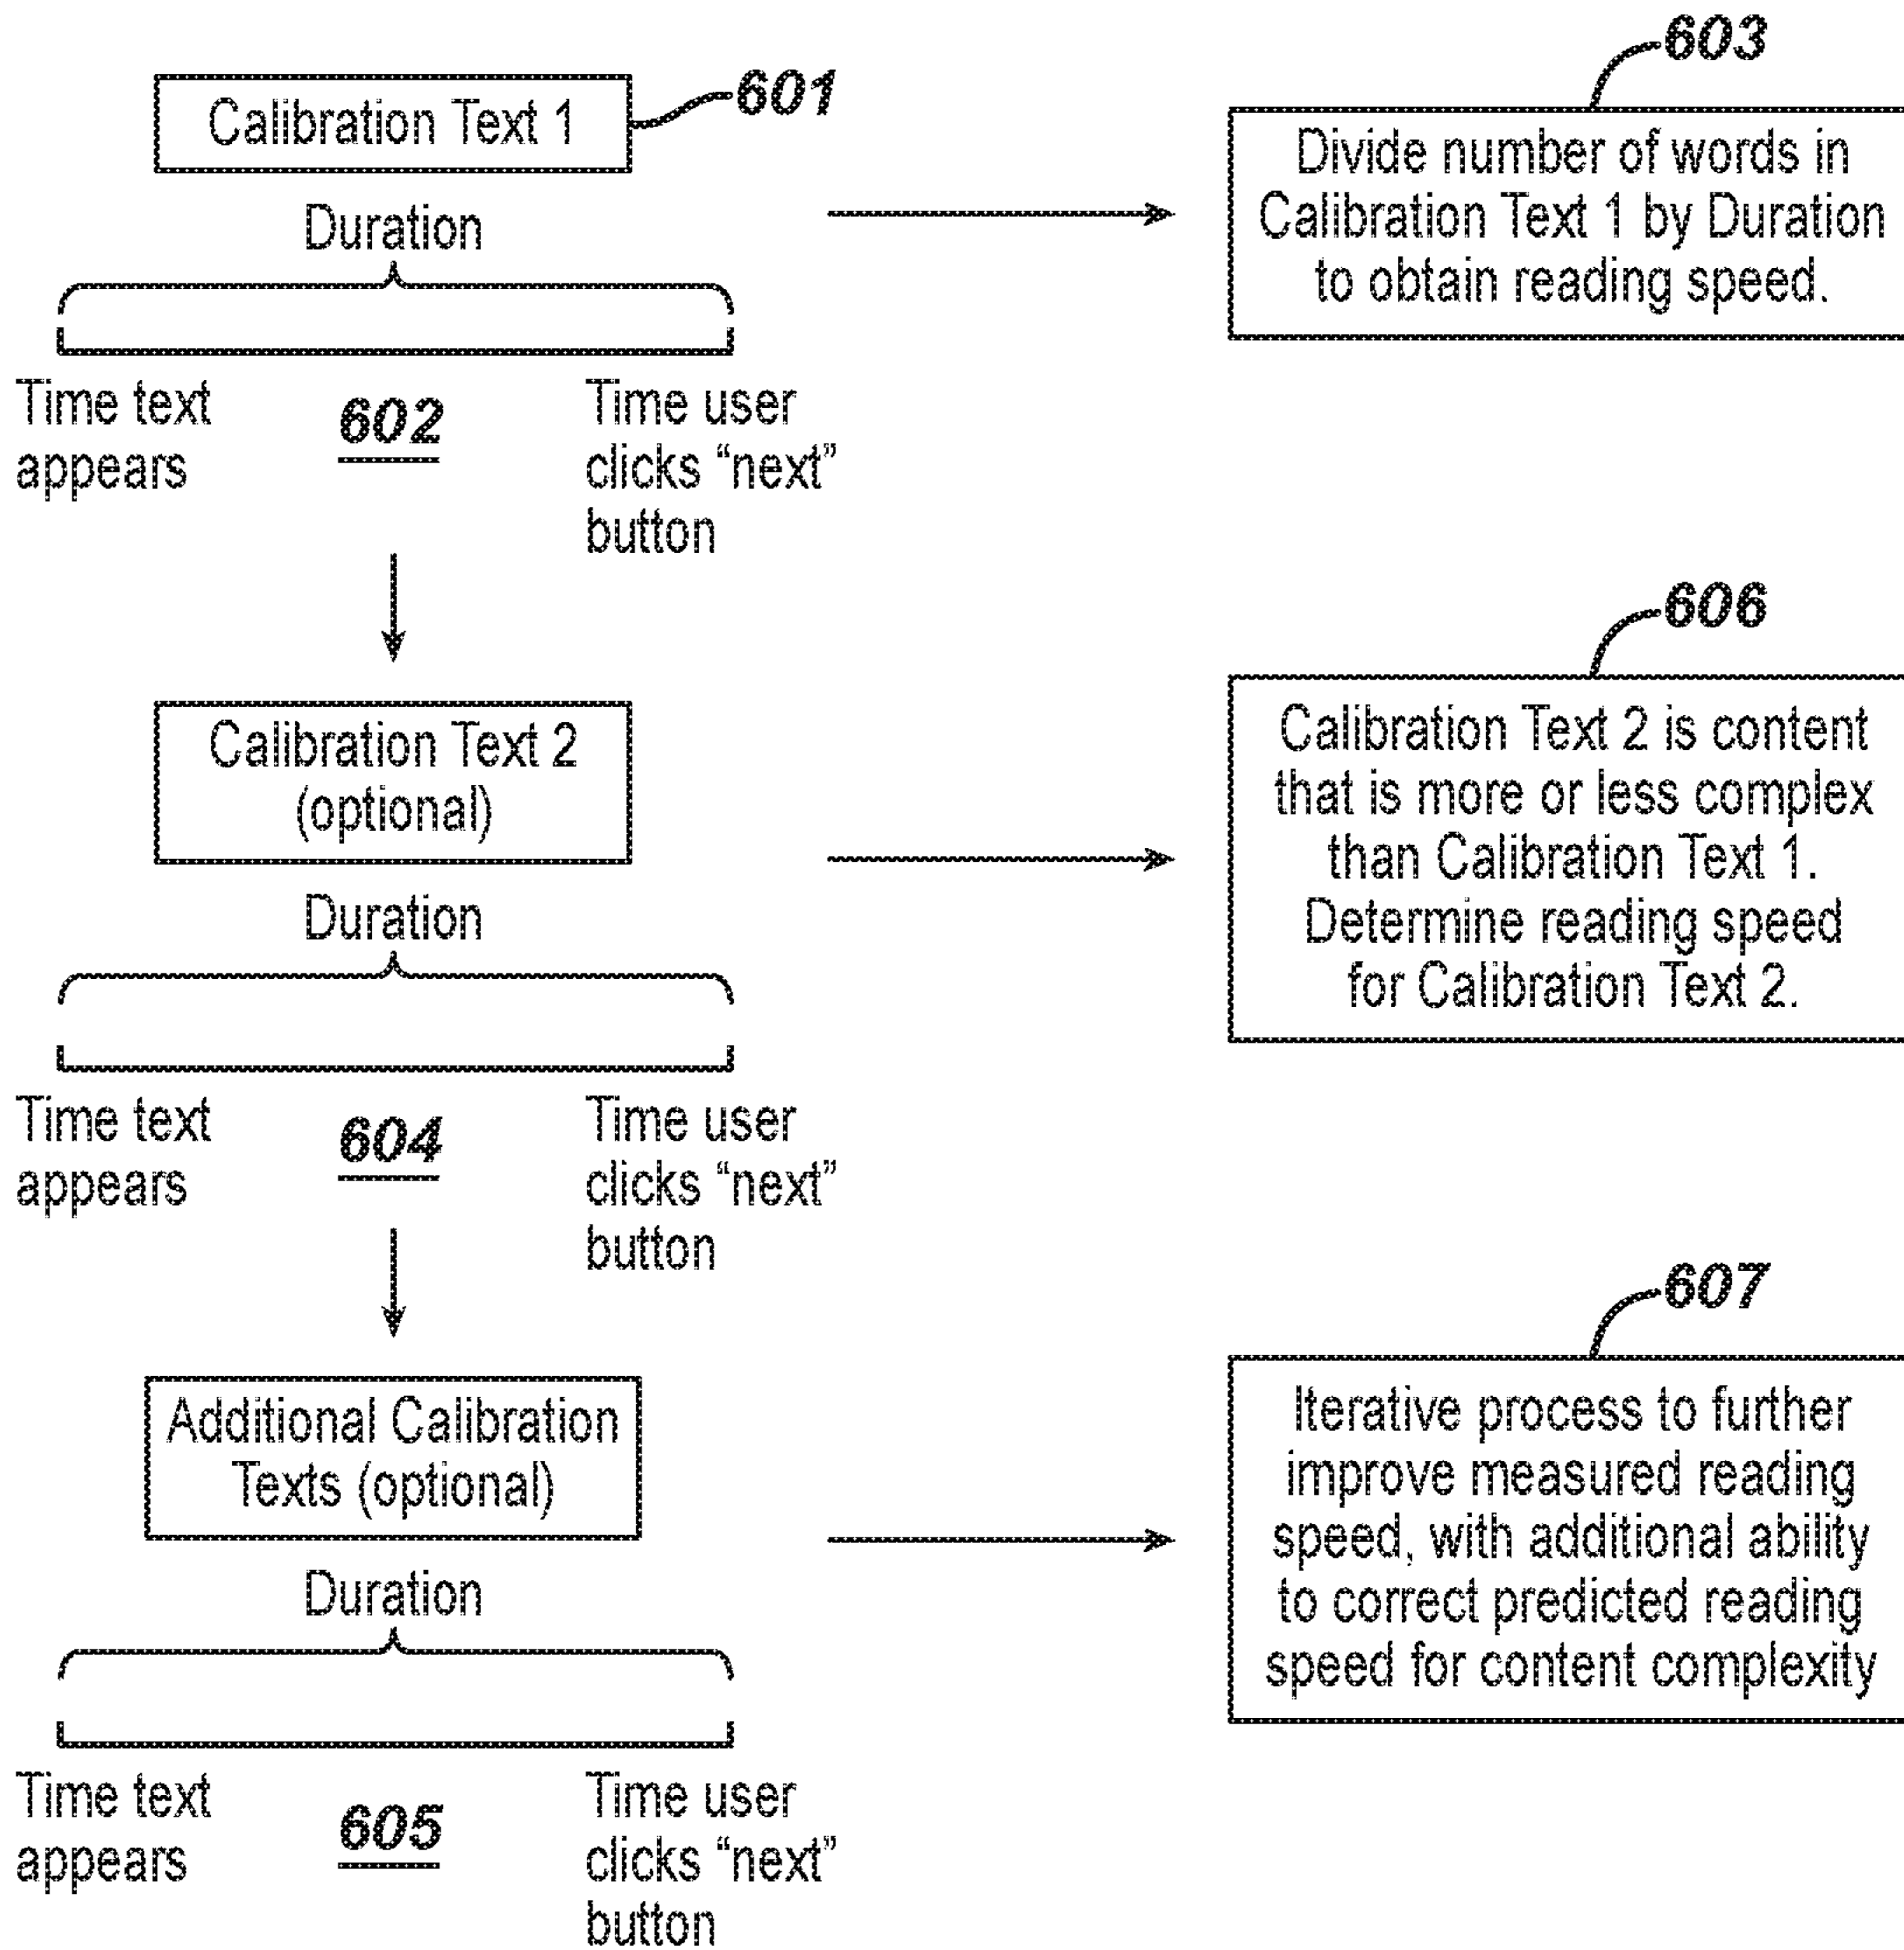 603
601
Calibration Text 1
Divide number of words in
Calibration Text 1 by Duration
to obtain reading speed.
Duration
Time text
appears
602
Time user
clicks “next”
button
606
Calibration Text 2
(optional)
Calibration Text 2 is content
that is more or less complex
than Calibration Text 1.
Determine reading speed
for Calibration Text 2.
Duration
Time text
appears
604
Time user
clicks “next”
button
607
Additional Calibration
Texts (optional)
Iterative process to further
improve measured reading
speed, with additional ability
to correct predicted reading
speed for content complexity
Duration
Time text
appears
605
Time user
clicks “next”
button